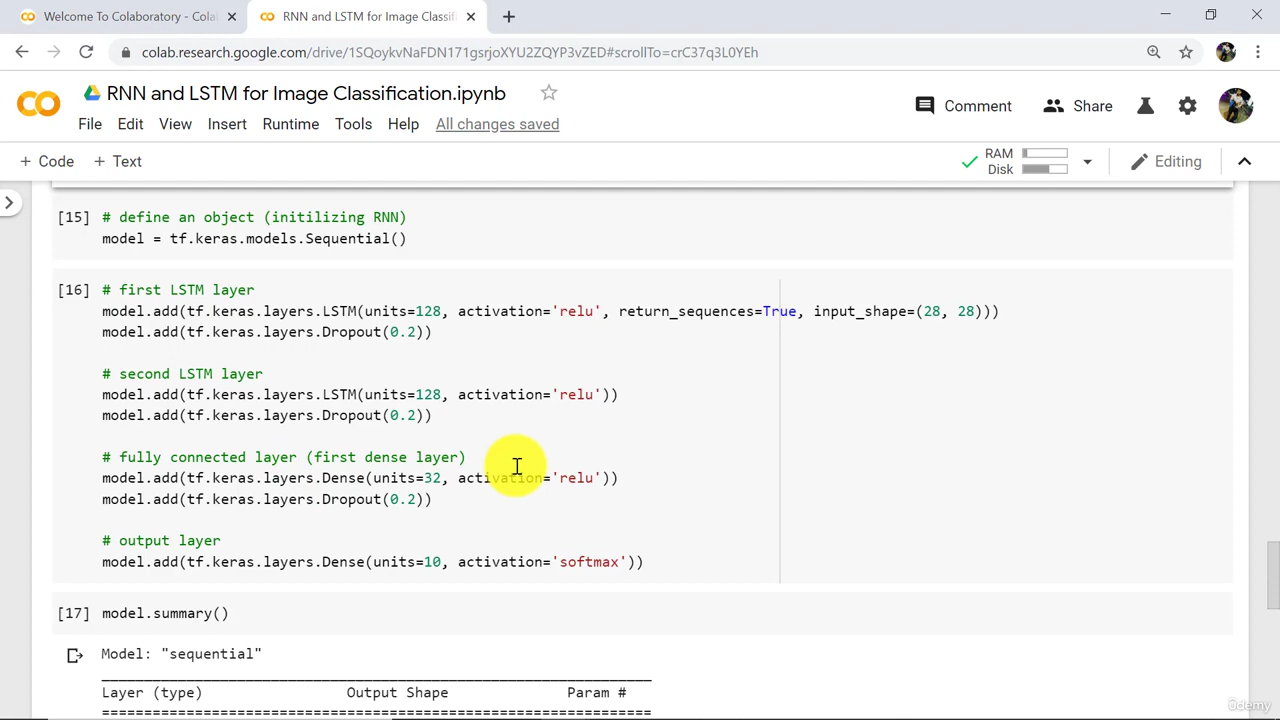 Welcome To Colaboratory - Cola
RNN and LSTM for Image Classifi
colab.research.google.com/drive/1SQoykvNaFDN171gsrjoXYU2ZQYP3vZED#scrollTo=crC37q3L0YEh
RNN and LSTM for Image Classification.ipynb
Comment
Share
File Edit View Insert Runtime Tools Help All changes saved
+ Code + Text
RAM
Disk
Editing
[15] # define an object (initilizing RNN)
model = tf.keras.models.Sequential()
[16] # first LSTM layer
model.add(tf.keras.layers.LSTM(units=128, activation='relu', return_sequences=True, input_shape=(28, 28)))
model.add(tf.keras.layers.Dropout(0.2))
# second LSTM layer
model.add(tf.keras.layers.LSTM(units=128, activation='relu'))
model.add(tf.keras.layers.Dropout(0.2))
# fully connected layer (first dense layer)
model.add(tf.keras.layers.Dense(units=32, activation='relu'))
model.add(tf.keras.layers.Dropout(0.2))
# output layer
model.add(tf.keras.layers.Dense(units=10, activation='softmax'))
[17] model.summary()
Model: "sequential"
Layer (type) Output Shape Param #
ûdemy